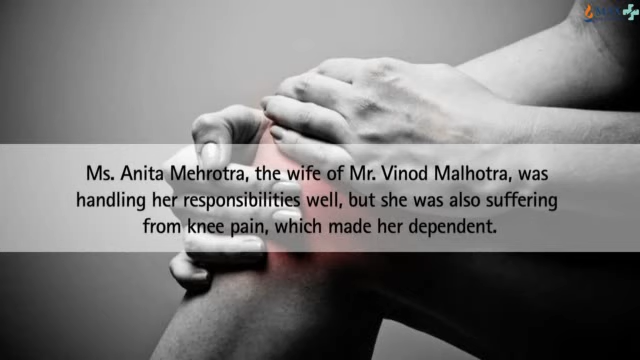 Ms. Anita Mehrotra, the wife of Mr. Vinod Malhotra, was
handling her responsibilities well, but she was also suffering
from knee pain, which made her dependent.